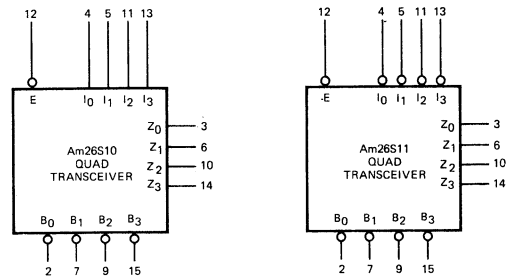 12 4 5 11 13
E I0 I1 I2 I3
Z0 3
Am26S10
Z1 6
QUAD
Z2 10
TRANSCEIVER
Z3 14
B0 B1 B2 B3
2 7 9 15
12 4 5 11 13
E I0 I1 I2 I3
Z0 3
Am26S11
Z1 6
QUAD
Z2 10
TRANSCEIVER
Z3 14
B0 B1 B2 B3
2 7 9 15